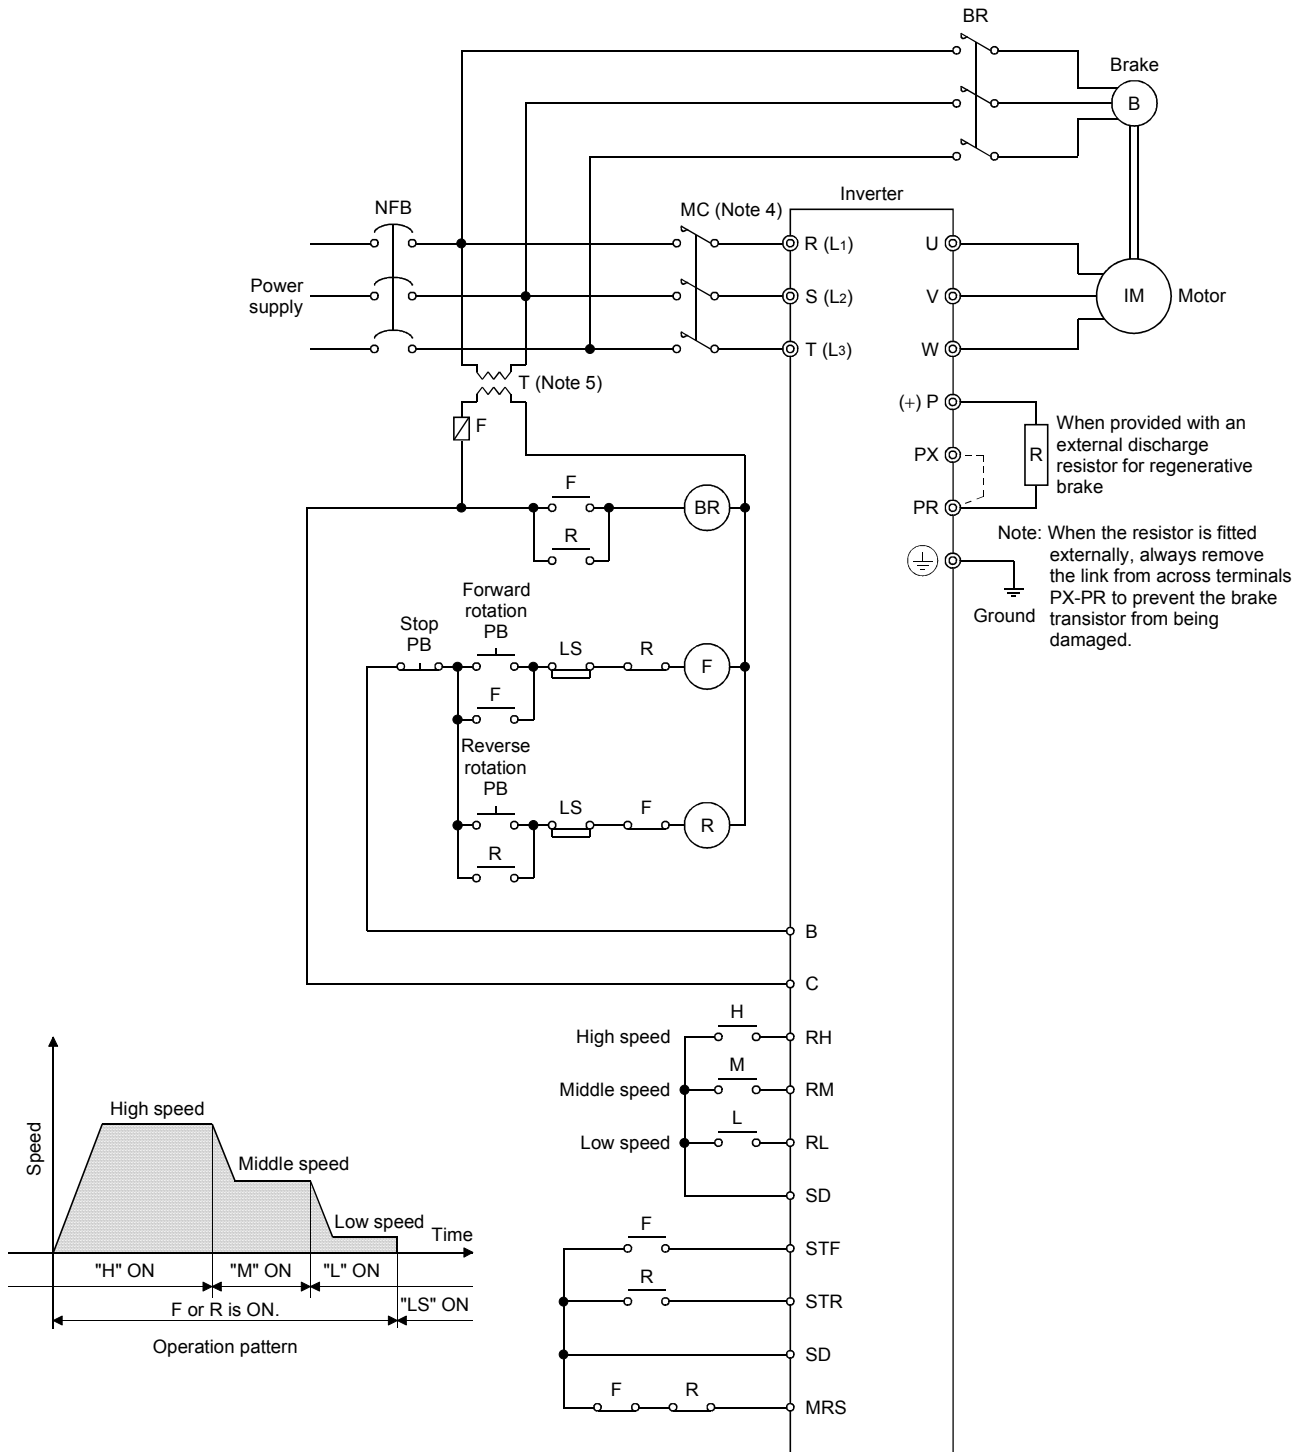 BR
Brake
B
Inverter
NFB
MC (Note 4)
R (L1)
U
Power
supply
S (L2)
V
IM
Motor
T (L3)
W
T (Note 5)
(+) P
F
When provided with an
external discharge
resistor for regenerative
brake
R
PX
F
BR
PR
R
Note: When the resistor is fitted
externally, always remove
the link from across terminals
PX-PR to prevent the brake
transistor from being
damaged.
Ground
Forward
rotation
PB
Stop
PB
LS
R
F
F
Reverse
rotation
PB
LS
F
R
R
B
C
H
High speed
RH
M
Middle speed
RM
L
Low speed
RL
SD
F
STF
R
STR
SD
F
R
MRS
Speed
High speed
Middle speed
Low speed
Time
"H" ON
"M" ON
"L" ON
F or R is ON.
"LS" ON
Operation pattern